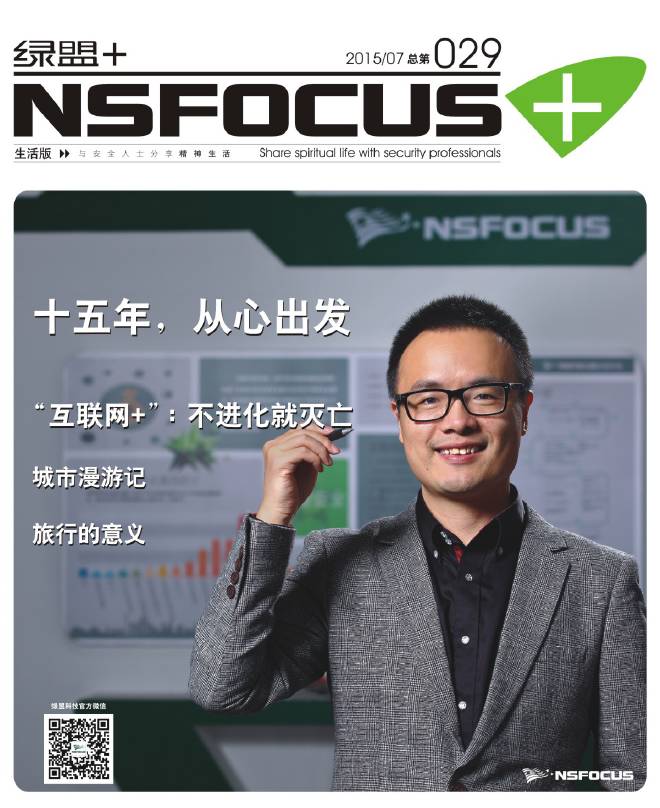 绿盟+
2015/07 总第029
NSFOCUS+
生活版 与安全人士分享精神生活 Share spiritual life with security professionals
NSFOCUS
十五年，从心出发
“互联网+”：不进化就灭亡
城市漫游记
旅行的意义
绿盟科技官方微信
NSFOCUS